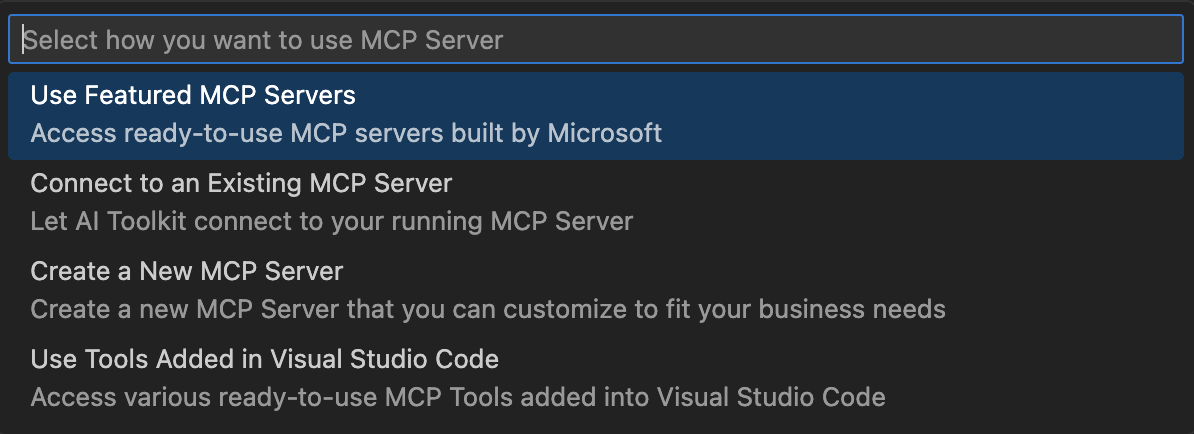 Select how you want to use MCP Server
Use Featured MCP Servers
Access ready-to-use MCP servers built by Microsoft
Connect to an Existing MCP Server
Let AI Toolkit connect to your running MCP Server
Create a New MCP Server
Create a new MCP Server that you can customize to fit your business needs
Use Tools Added in Visual Studio Code
Access various ready-to-use MCP Tools added into Visual Studio Code